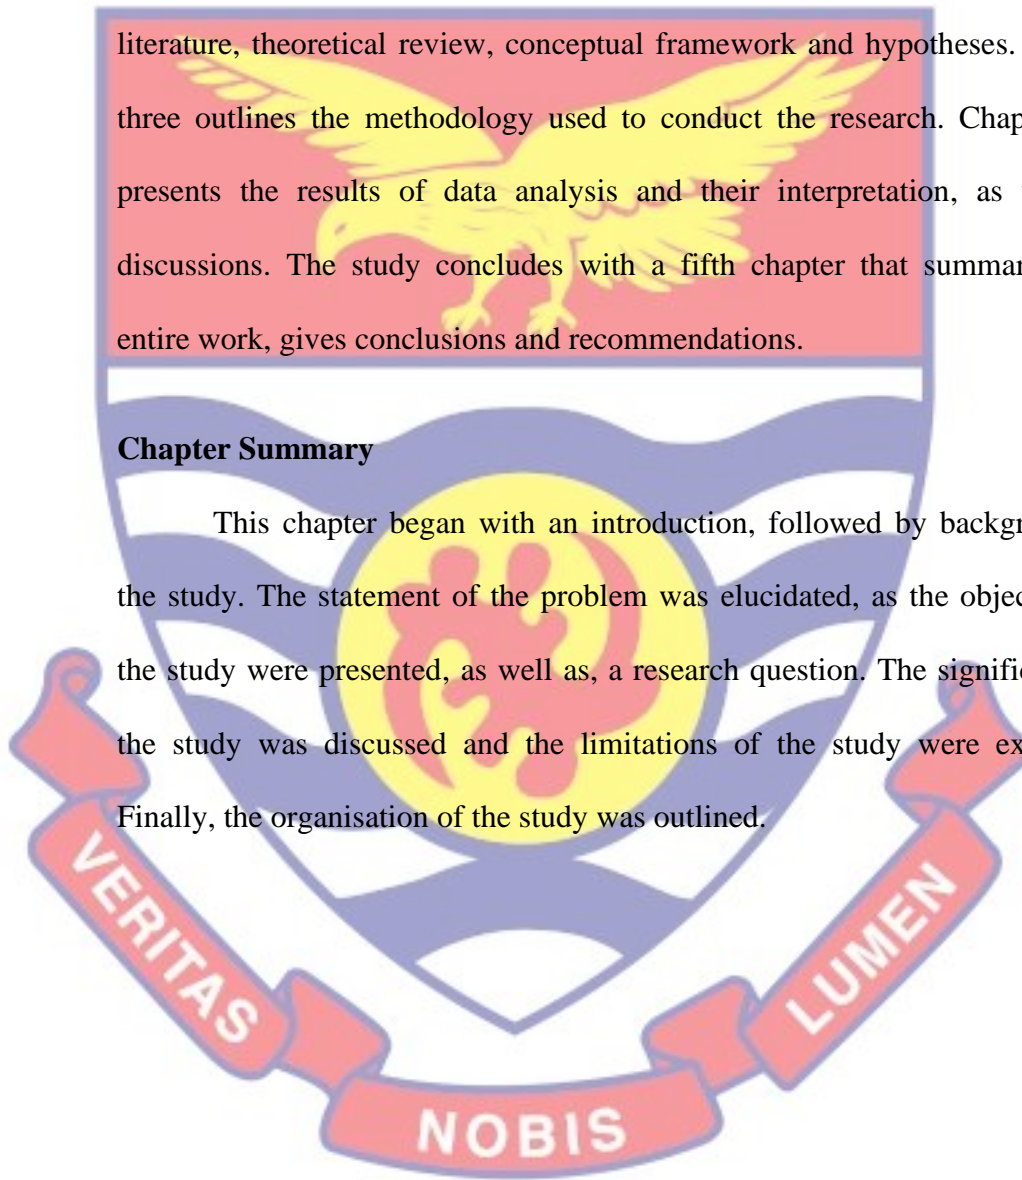 literature, theoretical review, conceptual framework and hypotheses.
three outlines the methodology used to conduct the research. Chap
presents the results of data analysis and their interpretation, as
discussions. The study concludes with a fifth chapter that summar
entire work, gives conclusions and recommendations.
Chapter Summary
This chapter began with an introduction, followed by backgr
the study. The statement of the problem was elucidated, as the objec
the study were presented, as well as, a research question. The signific
the study was discussed and the limitations of the study were ex
Finally, the organisation of the study was outlined.
VERITAS
NOBIS
LUMEN